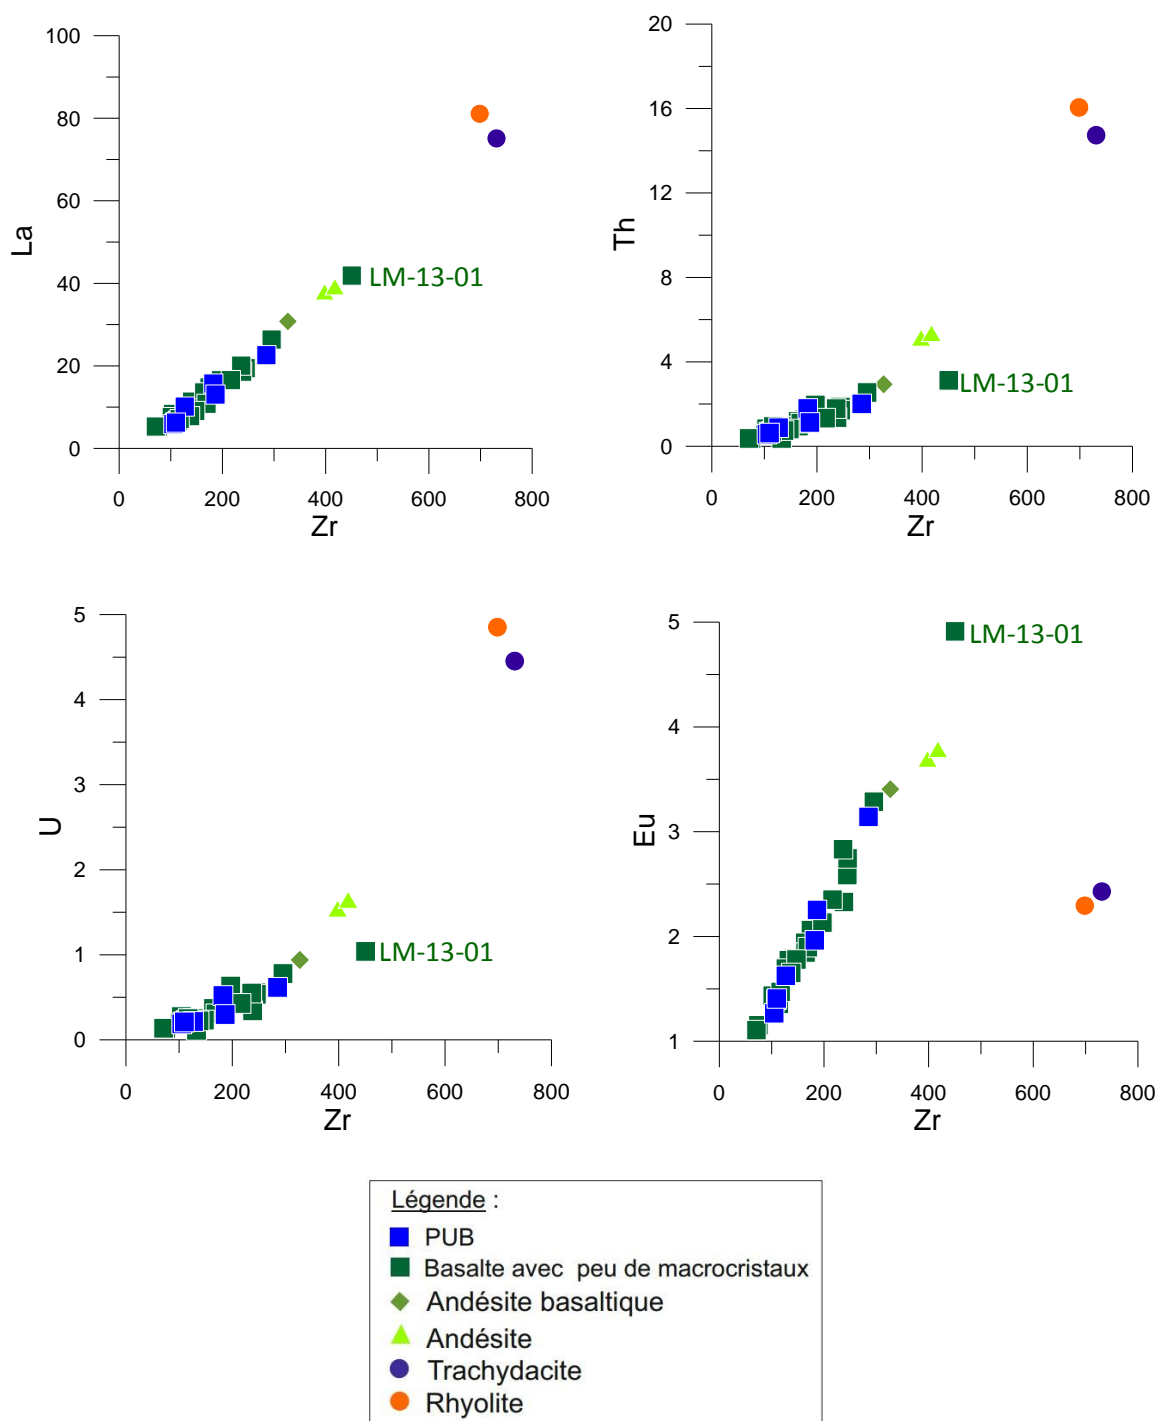 100
80
60
40
20
0
La
LM-13-01
0 200 400 600 800
Zr
20
16
12
8
4
0
Th
LM-13-01
0 200 400 600 800
Zr
5
4
3
2
1
0
U
LM-13-01
0 200 400 600 800
Zr
5
4
3
2
1
Eu
LM-13-01
0 200 400 600 800
Zr
Légende :
PUB
Basalte avec peu de macrocristaux
Andésite basaltique
Andésite
Trachydacite
Rhyolite